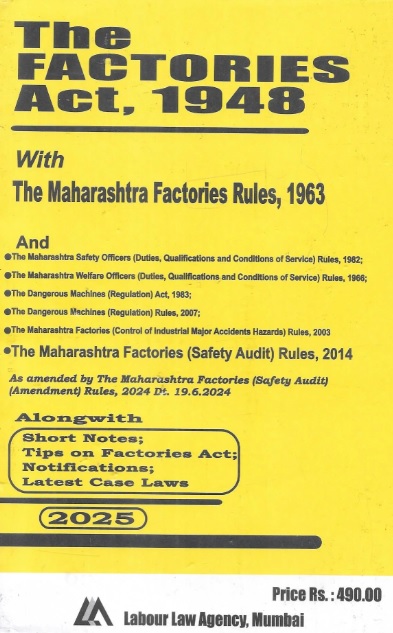 The
FACTORIES
Act, 1948
With
The Maharashtra Factories Rules, 1963
And
●The Maharashtra Safety Officers (Duties, Qualifications and Conditions of Service) Rules, 1982;
●The Maharashtra Welfare Officers (Duties, Qualifications and Conditions of Service) Rules, 1966;
●The Dangerous Machines (Regulation) Act, 1983;
●The Dangerous Machines (Regulation) Rules, 2007;
●The Maharashtra Factories (Control of Industrial Major Accidents Hazards) Rules, 2003
●The Maharashtra Factories (Safety Audit) Rules, 2014
As amended by The Maharashtra Factories (Safety Audit)
(Amendment) Rules, 2024 Dt. 19.6.2024
Alongwith
Short Notes;
Tips on Factories Act;
Notifications;
Latest Case Laws
2025
Price Rs. : 490.00
Labour Law Agency, Mumbai